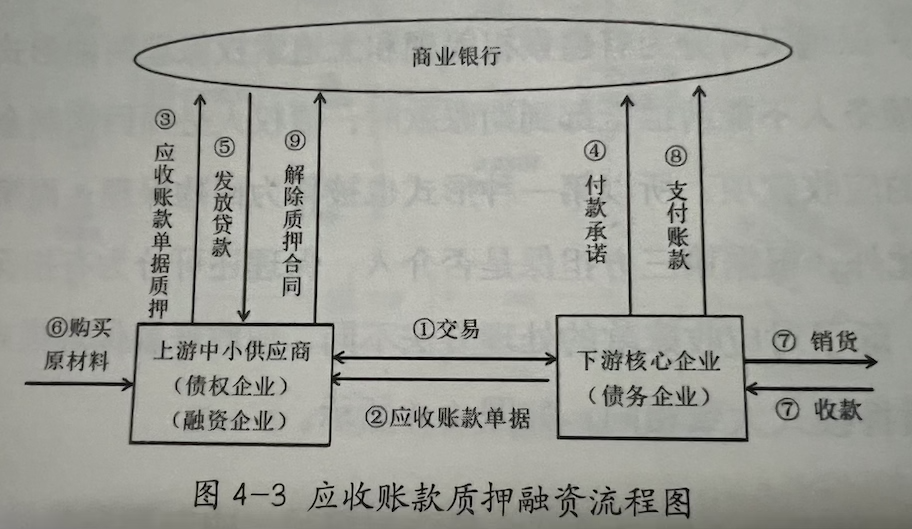 商业银行
③ 应收账款单据质押
⑤ 发放贷款
⑨ 解除质押合同
④ 付款承诺
⑧ 支付账款
⑥购买
原材料
上游中小供应商
（债权企业）
（融资企业）
①交易
②应收账款单据
下游核心企业
（债务企业）
⑦ 销货
⑦ 收款
图 4-3 应收账款质押融资流程图